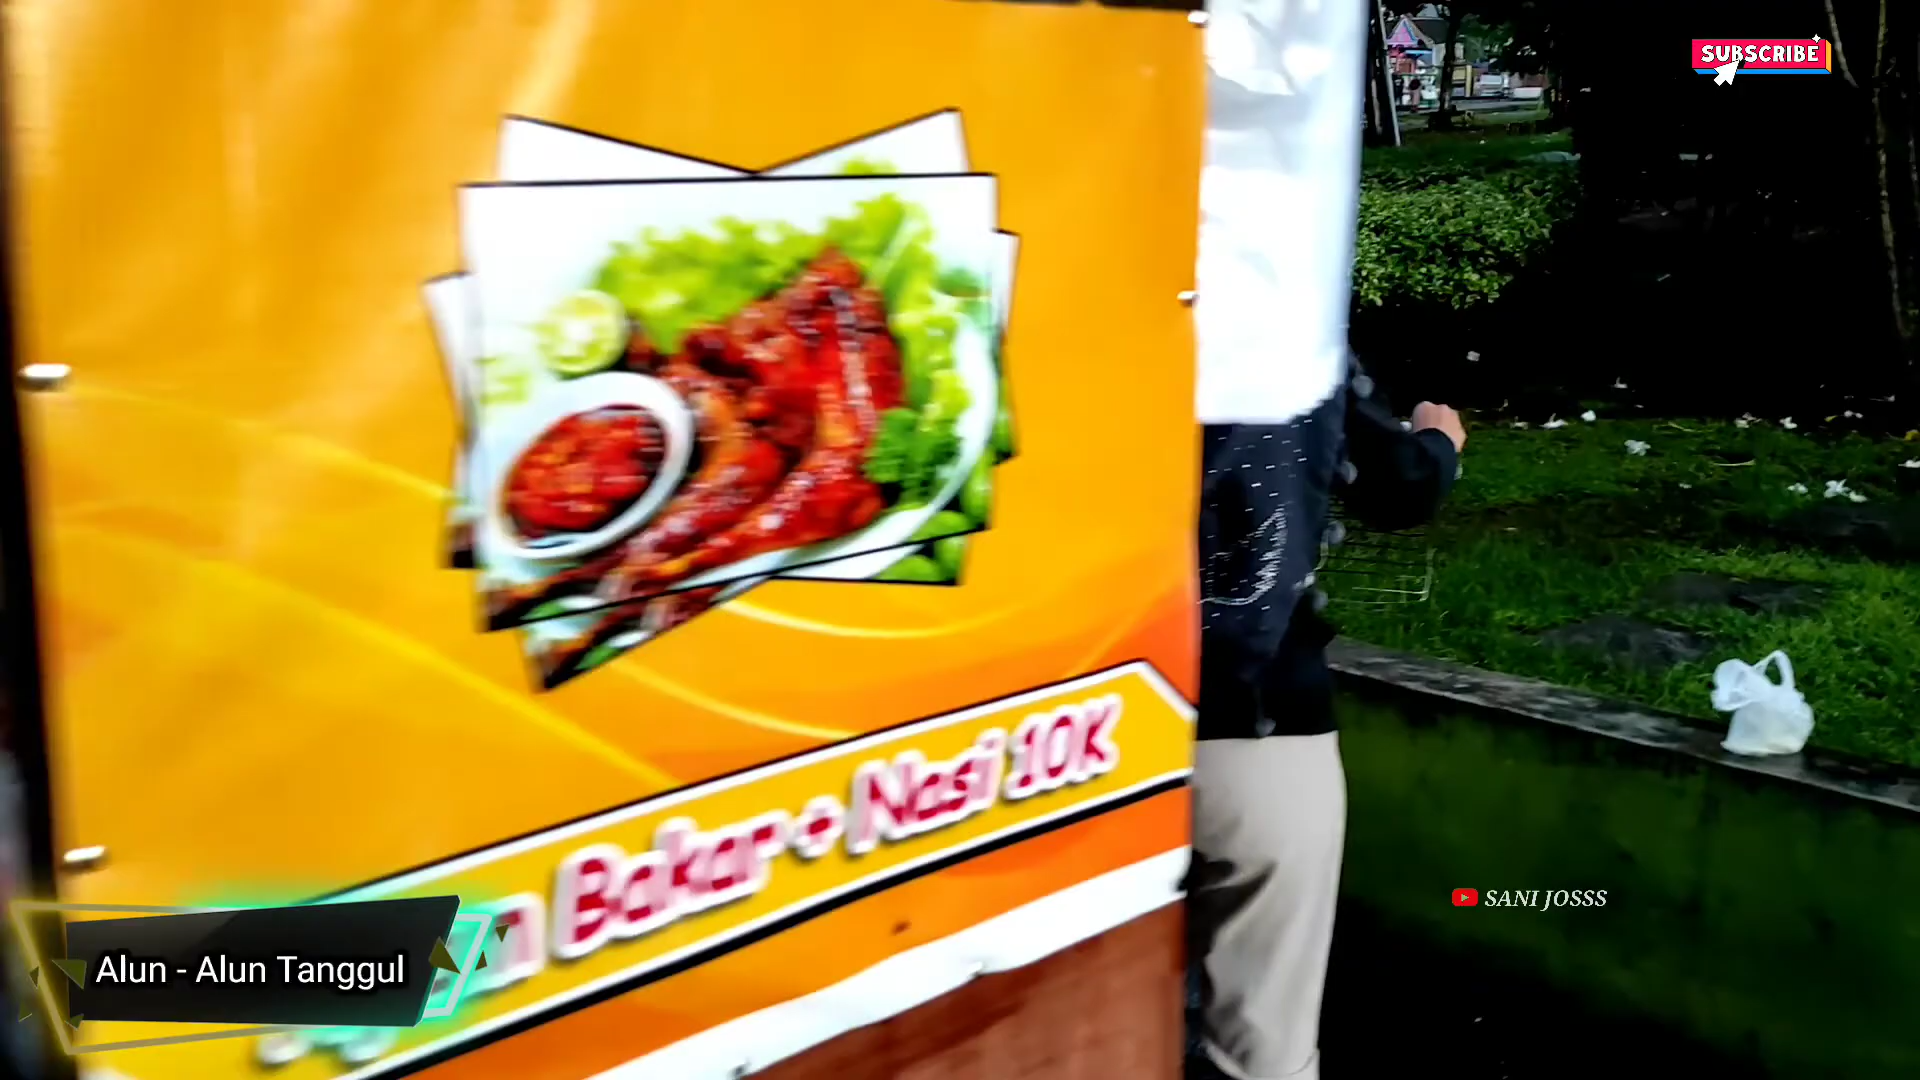 SUBSCRIBE
Bakar + Nasi 10K
SANI JOSSS
Alun - Alun Tanggul